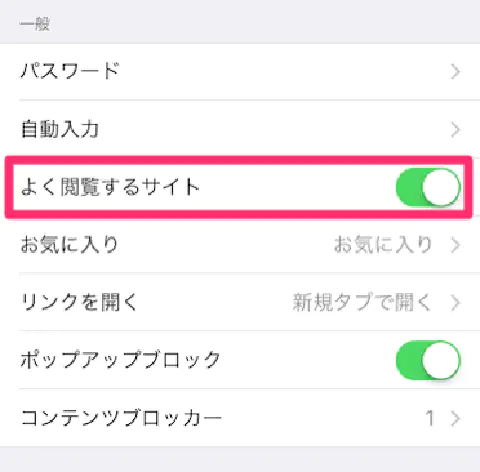 一般
パスワード
自動入力
よく閲覧するサイト
お気に入り お気に入り
リンクを開く 新規タブで開く
ポップアップブロック
コンテンツブロッカー 1